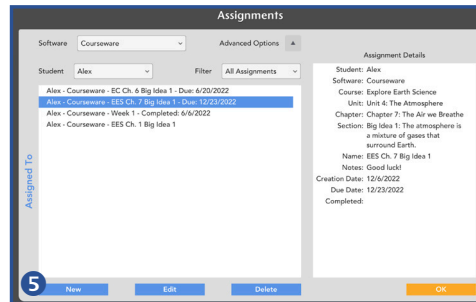 Assignments
Software Courseware Advanced Options
Student Alex Filter All Assignments
Assigned To
Alex - Courseware - EC Ch. 6 Big Idea 1 - Due: 6/20/2022
Alex - Courseware - EES Ch. 7 Big Idea 1 - Due: 12/23/2022
Alex - Courseware - Week 1 - Completed: 6/6/2022
Alex - Courseware - EES Ch. 1 Big Idea 1
Assignment Details
Student: Alex
Software: Courseware
Course: Explore Earth Science
Unit: Unit 4: The Atmosphere
Chapter: Chapter 7: The Air we Breathe
Section: Big Idea 1: The atmosphere is
a mixture of gases that
surround Earth.
Name: EES Ch. 7 Big Idea 1
Notes: Good luck!
Creation Date: 12/6/2022
Due Date: 12/23/2022
Completed:
5
New Edit Delete OK